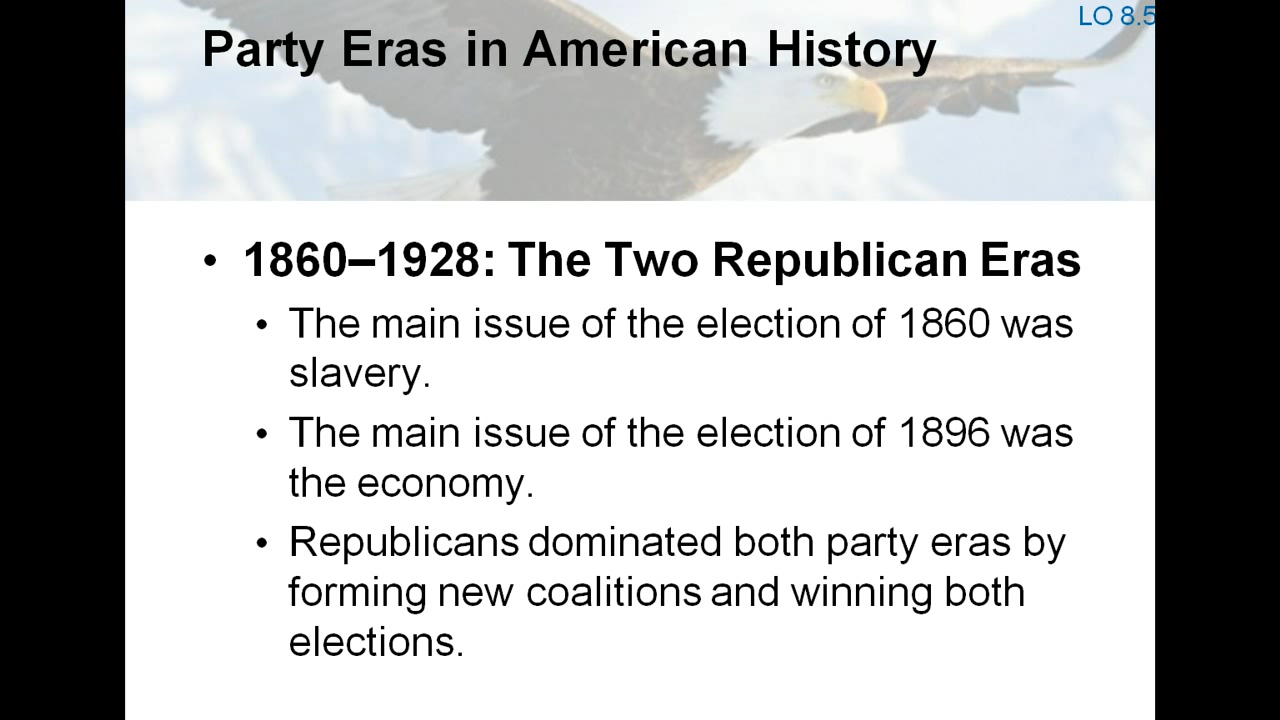 LO 8.5
Party Eras in American History
• 1860–1928: The Two Republican Eras
• The main issue of the election of 1860 was
slavery.
• The main issue of the election of 1896 was
the economy.
• Republicans dominated both party eras by
forming new coalitions and winning both
elections.